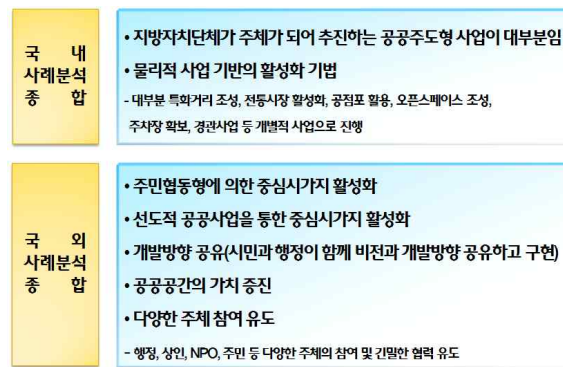 국 내
사례분석
종 합
• 지방자치단체가 주체가 되어 추진하는 공공주도형 사업이 대부분임
• 물리적 사업 기반의 활성화 기법
- 대부분 특화거리 조성, 전통시장 활성화, 공점포 활용, 오픈스페이스 조성,
주차장 확보, 경관사업 등 개별적 사업으로 진행
국 외
사례분석
종 합
• 주민협동형에 의한 중심시가지 활성화
• 선도적 공공사업을 통한 중심시가지 활성화
• 개발방향 공유(시민과 행정이 함께 비전과 개발방향 공유하고 구현)
• 공공공간의 가치 증진
• 다양한 주체 참여 유도
- 행정, 상인, NPO, 주민 등 다양한 주체의 참여 및 긴밀한 협력 유도